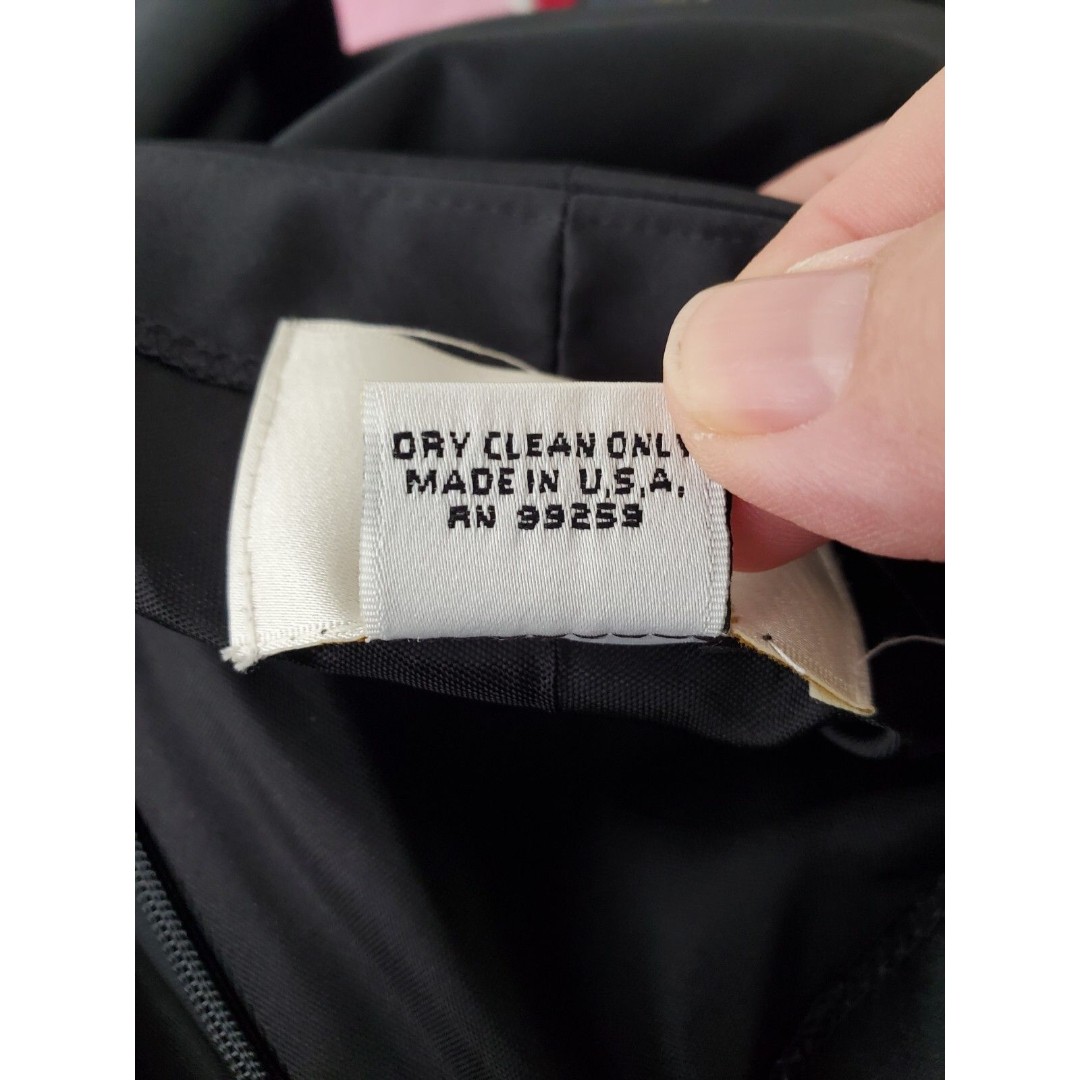 DRY CLEAN ONLY
MADE IN U.S.A.
RN 99259